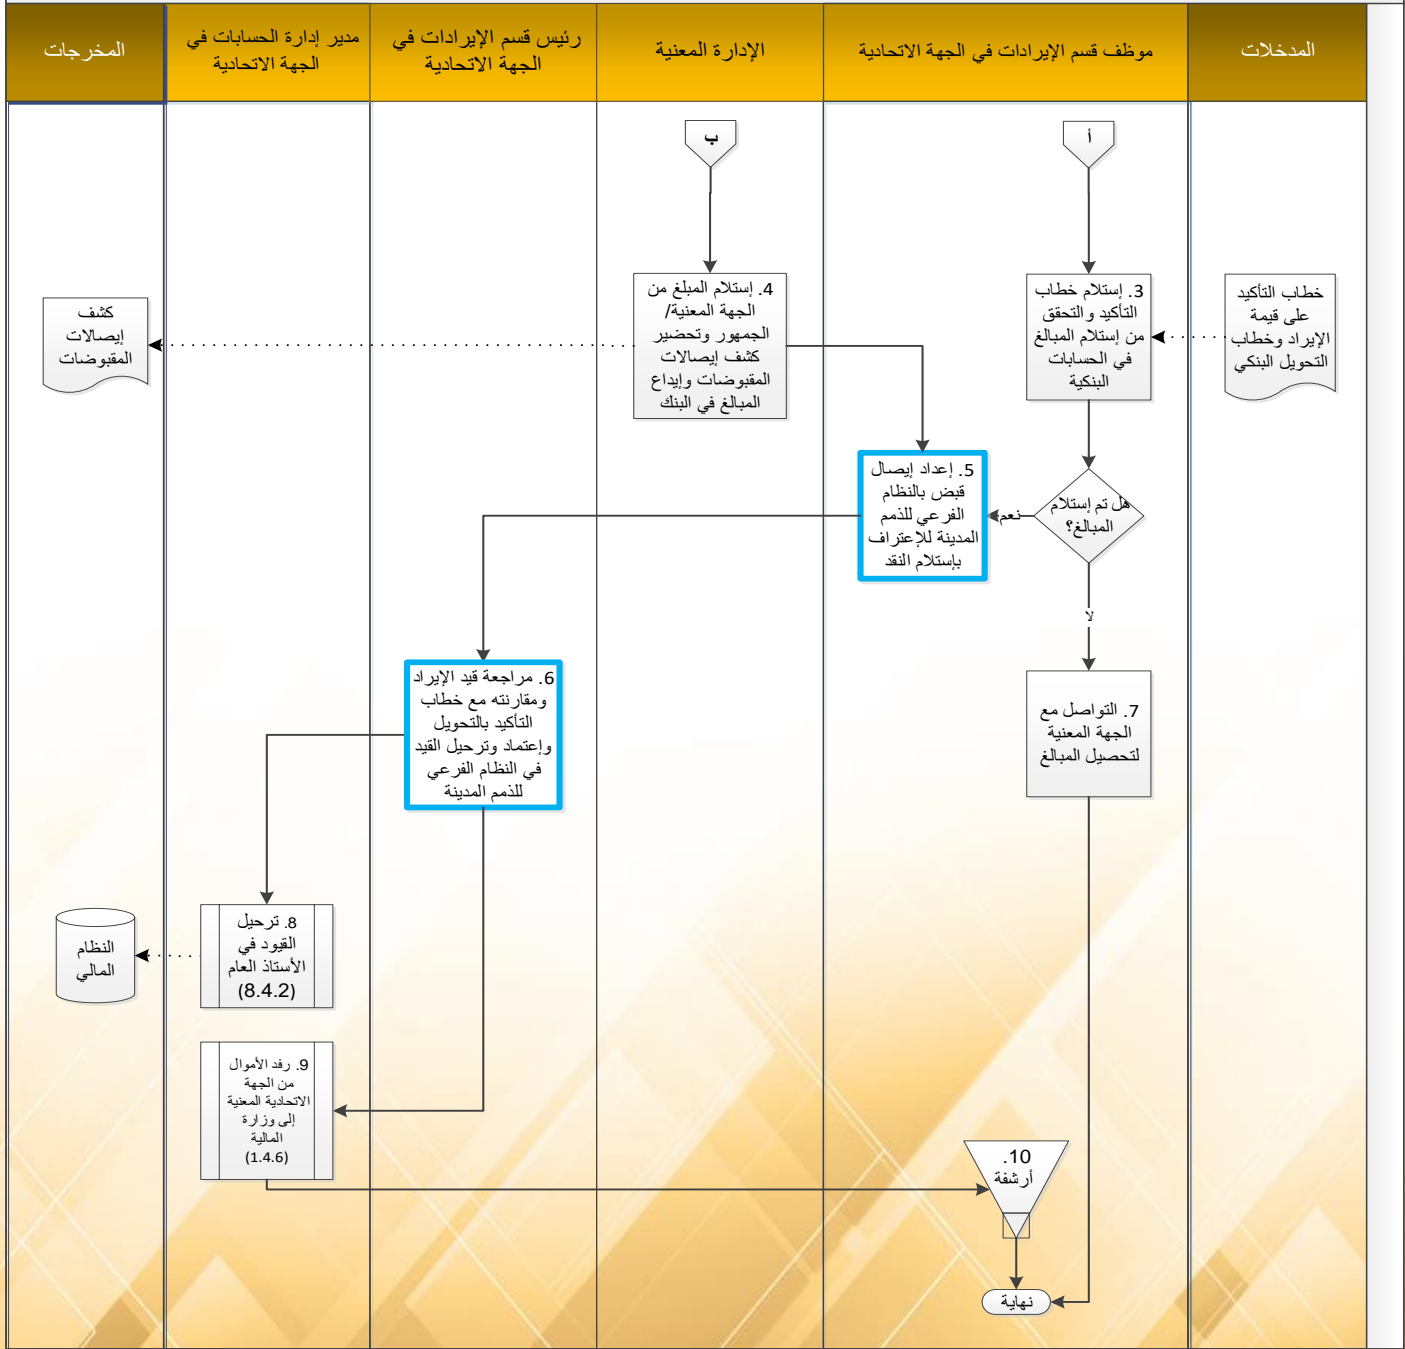 المدخلات
موظف قسم الإيرادات في الجهة الاتحادية
الإدارة المعنية
رئيس قسم الإيرادات في
الجهة الاتحادية
مدير إدارة الحسابات في
الجهة الاتحادية
المخرجات
أ
ب
خطاب التأكيد
على قيمة
الإيراد وخطاب
التحويل البنكي
3. إستلام خطاب
التأكيد والتحقق
من إستلام المبالغ
في الحسابات
البنكية
4. إستلام المبلغ من
الجهة المعنية/
الجمهور وتحضير
كشف إيصالات
المقبوضات وإيداع
المبالغ في البنك
كشف
إيصالات
المقبوضات
هل تم إستلام
المبالغ؟
نعم
5. إعداد إيصال
قبض بالنظام
الفرعي للذمم
المدينة للإعتراف
بإستلام النقد
لا
6. مراجعة قيد الإيراد
ومقارنته مع خطاب
التأكيد بالتحويل
وإعتماد وترحيل القيد
في النظام الفرعي
للذمم المدينة
7. التواصل مع
الجهة المعنية
لتحصيل المبالغ
8. ترحيل
القيود في
الأستاذ العام
(8.4.2)
النظام
المالي
9. رفد الأموال
من الجهة
الاتحادية المعنية
إلى وزارة
المالية
(1.4.6)
10.
أرشفة
نهاية